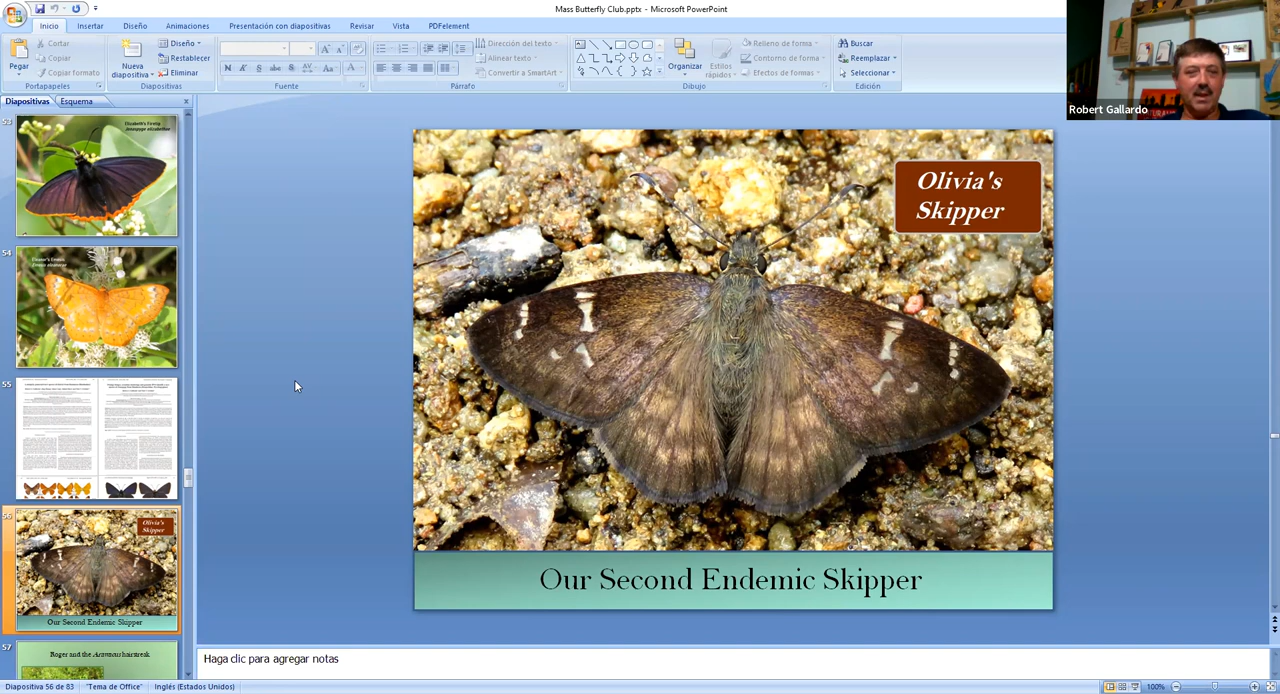 Mass Butterfly Club.pptx - Microsoft PowerPoint
Inicio
Insertar
Diseño
Animaciones
Presentación con diapositivas
Revisar
Vista
PDFelement
Pegar
Cortar
Copiar
Copiar formato
Portapapeles
Nueva diapositiva
Diseño
Restablecer
Eliminar
Diapositivas
Fuente
Dirección del texto
Alinear texto
Convertir a SmartArt
Párrafo
Organizar
Estilos rápidos
Relleno de forma
Contorno de forma
Efectos de formas
Dibujo
Buscar
Reemplazar
Seleccionar
Edición
Robert Gallardo
Diapositivas
Esquema
53
54
55
56
Olivia's
Skipper
Our Second Endemic Skipper
57
Roger and the Arawacus hairstreak
Olivia's
Skipper
Our Second Endemic Skipper
Haga clic para agregar notas
Diapositiva 56 de 83
"Tema de Office"
Inglés (Estados Unidos)
100%